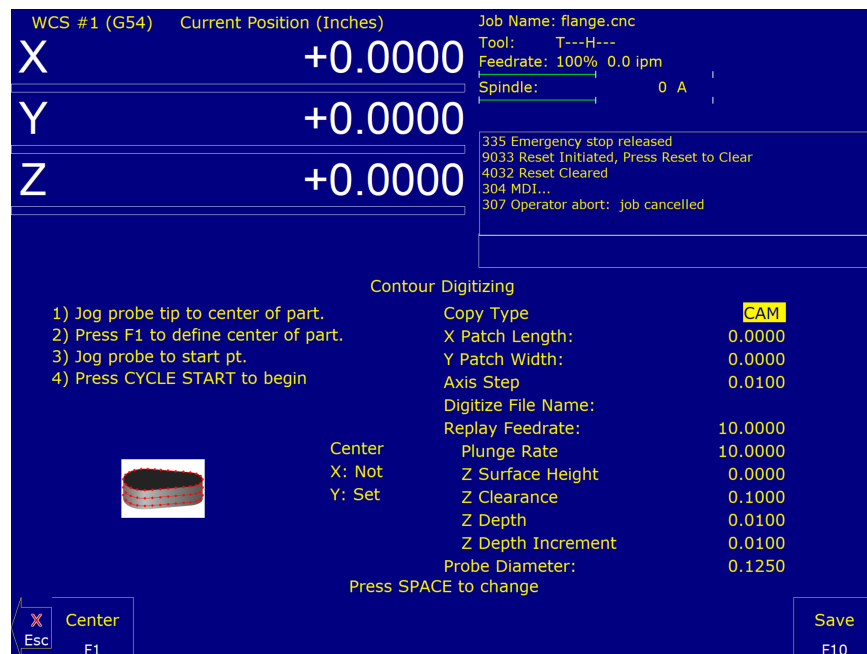 WCS #1 (G54) Current Position (Inches)
X +0.0000
Y +0.0000
Z +0.0000
Job Name: flange.cnc
Tool: T---H---
Feedrate: 100% 0.0 ipm
Spindle: 0 A
335 Emergency stop released
9033 Reset Initiated, Press Reset to Clear
4032 Reset Cleared
304 MDI...
307 Operator abort: job cancelled
Contour Digitizing
1) Jog probe tip to center of part.
2) Press F1 to define center of part.
3) Jog probe to start pt.
4) Press CYCLE START to begin
Center
X: Not
Y: Set
Copy Type CAM
X Patch Length: 0.0000
Y Patch Width: 0.0000
Axis Step 0.0100
Digitize File Name:
Replay Feedrate: 10.0000
Plunge Rate 10.0000
Z Surface Height 0.0000
Z Clearance 0.1000
Z Depth 0.0100
Z Depth Increment 0.0100
Probe Diameter: 0.1250
Press SPACE to change
X
Esc
Center
F1
Save
F10